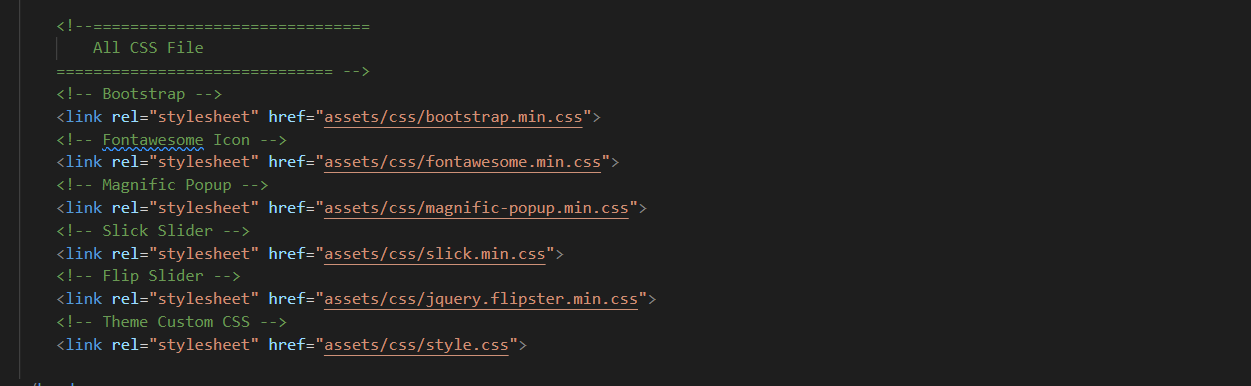 <!--==============================
All CSS File
============================== -->
<!-- Bootstrap -->
<link rel="stylesheet" href="assets/css/bootstrap.min.css">
<!-- Fontawesome Icon -->
<link rel="stylesheet" href="assets/css/fontawesome.min.css">
<!-- Magnific Popup -->
<link rel="stylesheet" href="assets/css/magnific-popup.min.css">
<!-- Slick Slider -->
<link rel="stylesheet" href="assets/css/slick.min.css">
<!-- Flip Slider -->
<link rel="stylesheet" href="assets/css/jquery.flipster.min.css">
<!-- Theme Custom CSS -->
<link rel="stylesheet" href="assets/css/style.css">